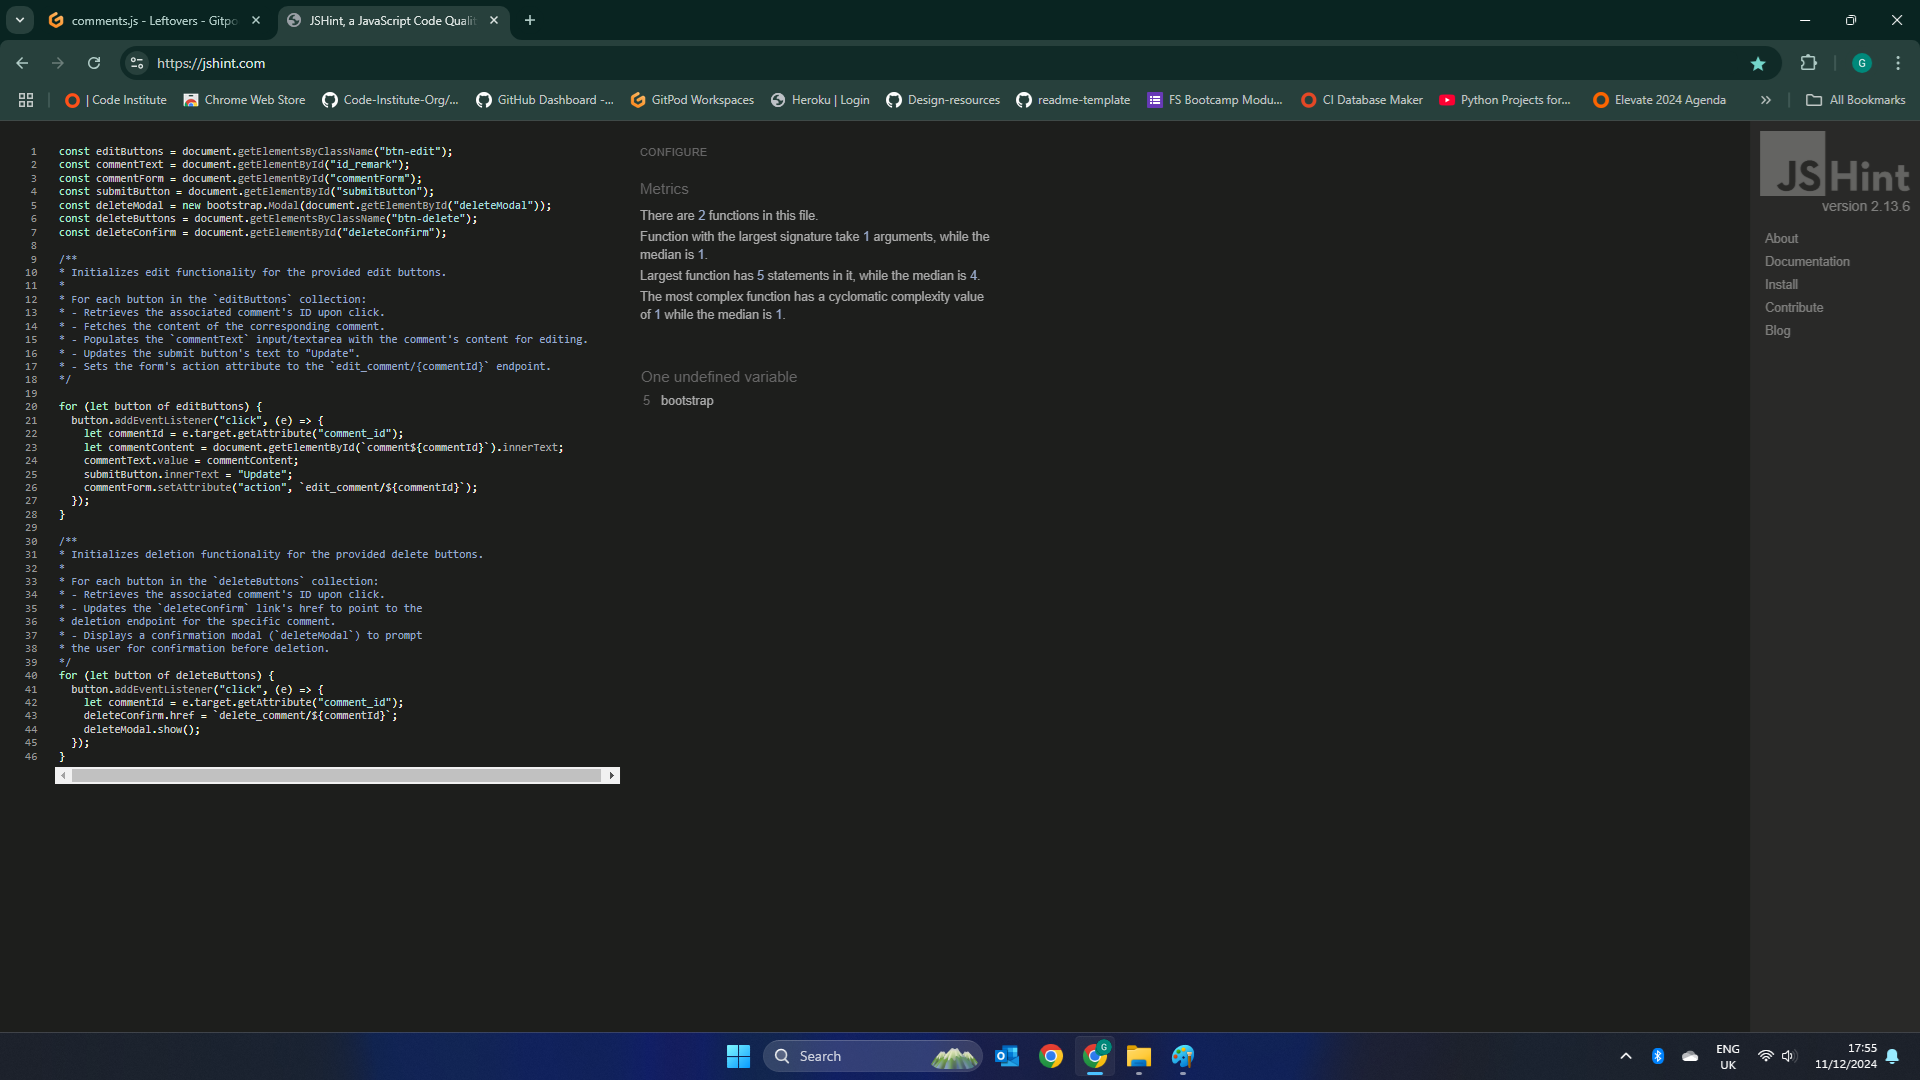 comments.js - Leftovers - Gitpo
JSHint, a JavaScript Code Quali
https://jshint.com
G
| Code Institute
Chrome Web Store
Code-Institute-Org/...
GitHub Dashboard -...
GitPod Workspaces
Heroku | Login
Design-resources
readme-template
FS Bootcamp Modu...
CI Database Maker
Python Projects for...
Elevate 2024 Agenda
All Bookmarks
1 const editButtons = document.getElementsByClassName("btn-edit");
2 const commentText = document.getElementById("id_remark");
3 const commentForm = document.getElementById("commentForm");
4 const submitButton = document.getElementById("submitButton");
5 const deleteModal = new bootstrap.Modal(document.getElementById("deleteModal"));
6 const deleteButtons = document.getElementsByClassName("btn-delete");
7 const deleteConfirm = document.getElementById("deleteConfirm");
8
9 /**
10 * Initializes edit functionality for the provided edit buttons.
11 *
12 * For each button in the `editButtons` collection:
13 * - Retrieves the associated comment's ID upon click.
14 * - Fetches the content of the corresponding comment.
15 * - Populates the `commentText` input/textarea with the comment's content for editing.
16 * - Updates the submit button's text to "Update".
17 * - Sets the form's action attribute to the `edit_comment/{commentId}` endpoint.
18 */
19
20 for (let button of editButtons) {
21 button.addEventListener("click", (e) => {
22 let commentId = e.target.getAttribute("comment_id");
23 let commentContent = document.getElementById(`comment${commentId}`).innerText;
24 commentText.value = commentContent;
25 submitButton.innerText = "Update";
26 commentForm.setAttribute("action", `edit_comment/${commentId}`);
27 });
28 }
29
30 /**
31 * Initializes deletion functionality for the provided delete buttons.
32 *
33 * For each button in the `deleteButtons` collection:
34 * - Retrieves the associated comment's ID upon click.
35 * - Updates the `deleteConfirm` link's href to point to the
36 * deletion endpoint for the specific comment.
37 * - Displays a confirmation modal (`deleteModal`) to prompt
38 * the user for confirmation before deletion.
39 */
40 for (let button of deleteButtons) {
41 button.addEventListener("click", (e) => {
42 let commentId = e.target.getAttribute("comment_id");
43 deleteConfirm.href = `delete_comment/${commentId}`;
44 deleteModal.show();
45 });
46 }
CONFIGURE
Metrics
There are 2 functions in this file.
Function with the largest signature take 1 arguments, while the
median is 1.
Largest function has 5 statements in it, while the median is 4.
The most complex function has a cyclomatic complexity value
of 1 while the median is 1.
One undefined variable
5 bootstrap
JSHint
version 2.13.6
About
Documentation
Install
Contribute
Blog
Search
G
ENG
UK
17:55
11/12/2024